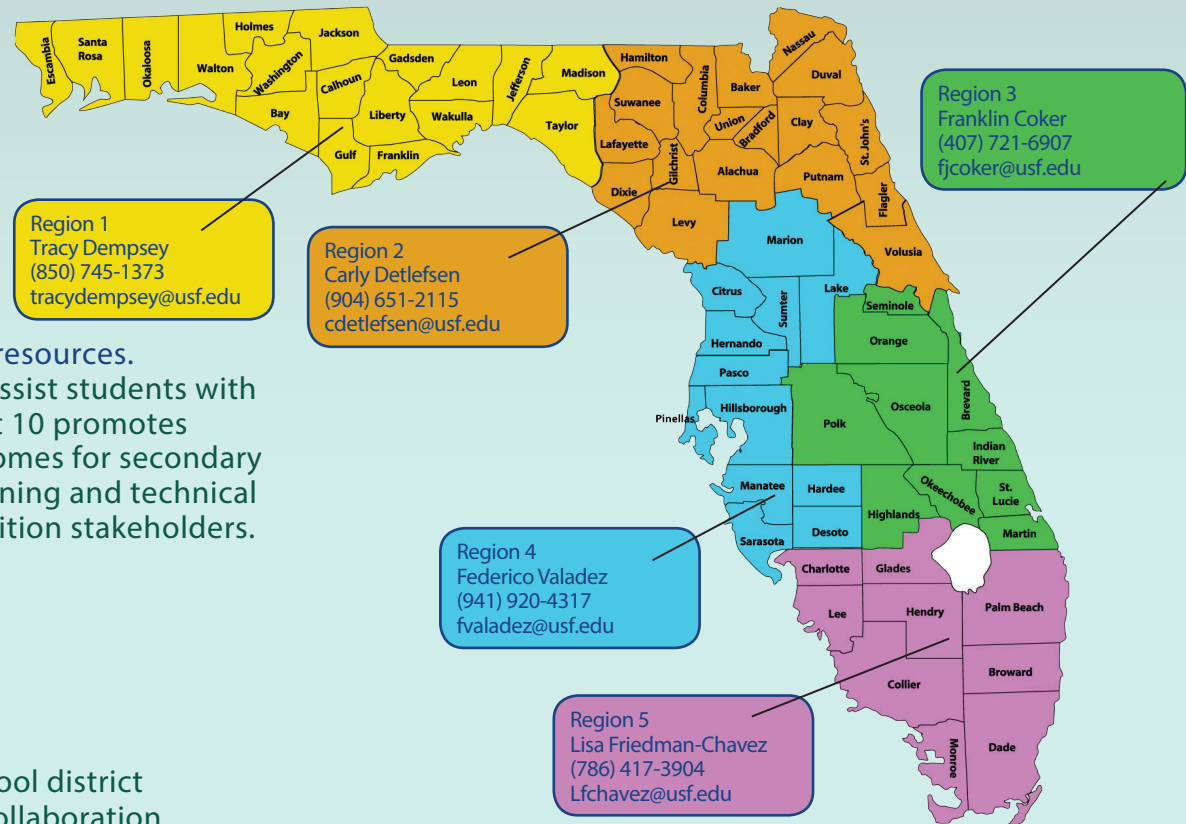 Escambia
Santa
Rosa
Okaloosa
Walton
Holmes
Washington
Jackson
Bay
Calhoun
Gulf
Liberty
Franklin
Gadsden
Leon
Wakulla
Jefferson
Madison
Taylor
Hamilton
Suwanee
Lafayette
Dixie
Gilchrist
Columbia
Levy
Alachua
Union
Bradford
Baker
Nassau
Duval
Clay
St. John's
Putnam
Flagler
Volusia
Marion
Citrus
Sumter
Lake
Hernando
Pasco
Pinellas
Hillsborough
Manatee
Hardee
Sarasota
Desoto
Seminole
Orange
Brevard
Osceola
Polk
Indian
River
Okeechobee
St.
Lucie
Highlands
Martin
Charlotte
Glades
Lee
Hendry
Palm Beach
Collier
Broward
Monroe
Dade
Region 1
Tracy Dempsey
(850) 745-1373
tracydempsey@usf.edu
Region 2
Carly Detlefsen
(904) 651-2115
cdetlefsen@usf.edu
Region 3
Franklin Coker
(407) 721-6907
fjcoker@usf.edu
Region 4
Federico Valadez
(941) 920-4317
fvaladez@usf.edu
Region 5
Lisa Friedman-Chavez
(786) 417-3904
Lfchavez@usf.edu
resources.
ssist students with
t 10 promotes
omes for secondary
ning and technical
ition stakeholders.
ool district
ollaboration